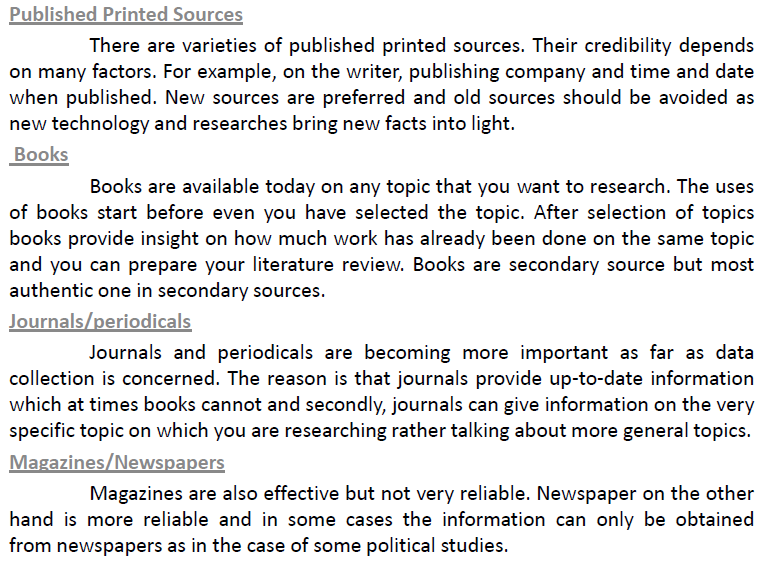 Published Printed Sources
There are varieties of published printed sources. Their credibility depends
on many factors. For example, on the writer, publishing company and time and date
when published. New sources are preferred and old sources should be avoided as
new technology and researches bring new facts into light.
Books
Books are available today on any topic that you want to research. The uses
of books start before even you have selected the topic. After selection of topics
books provide insight on how much work has already been done on the same topic
and you can prepare your literature review. Books are secondary source but most
authentic one in secondary sources.
Journals/periodicals
Journals and periodicals are becoming more important as far as data
collection is concerned. The reason is that journals provide up-to-date information
which at times books cannot and secondly, journals can give information on the very
specific topic on which you are researching rather talking about more general topics.
Magazines/Newspapers
Magazines are also effective but not very reliable. Newspaper on the other
hand is more reliable and in some cases the information can only be obtained
from newspapers as in the case of some political studies.